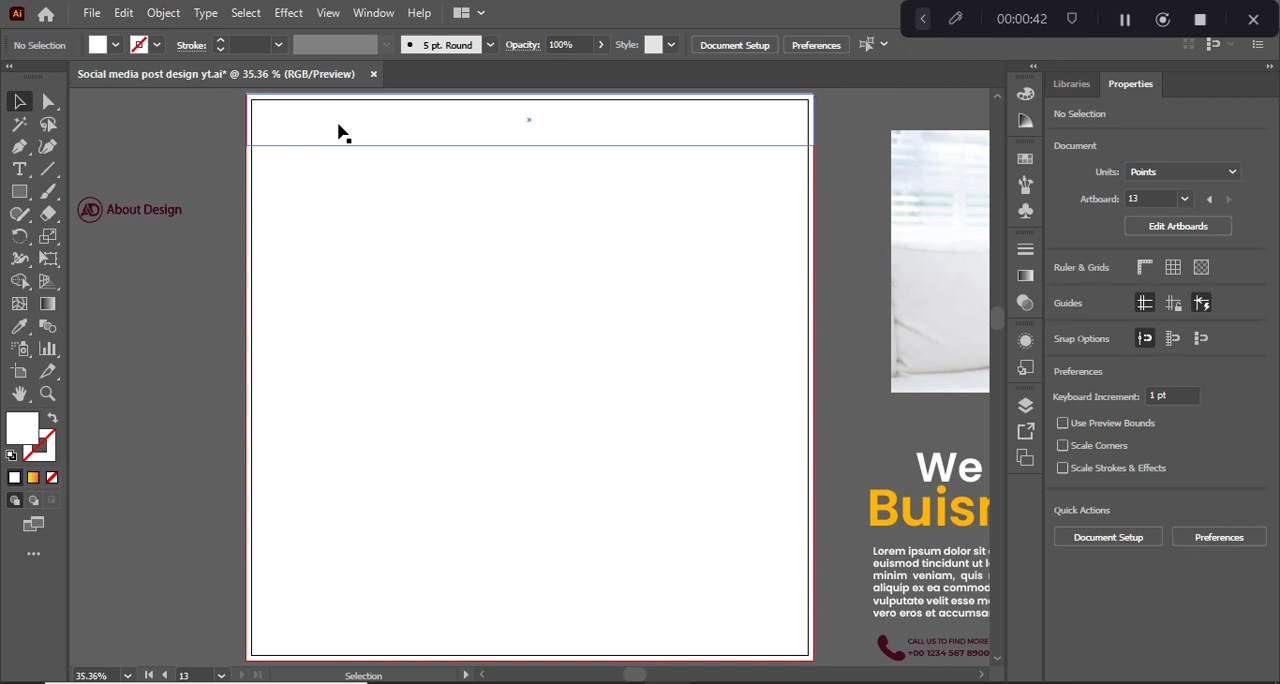 Ai File Edit Object Type Select Effect View Window Help 00:00:42
No Selection Stroke: 5 pt. Round Opacity: 100% Style: Document Setup Preferences
Social media post design yt.ai* @ 35.36 % (RGB/Preview) ×
Libraries Properties
No Selection
Document
Units: Points
Artboard: 13
Edit Artboards
Ruler & Grids
Guides
Snap Options
Preferences
Keyboard Increment: 1 pt
Use Preview Bounds
Scale Corners
Scale Strokes & Effects
Quick Actions
Document Setup Preferences
AD About Design
We
Buisn
Lorem ipsum dolor sit
euismod tincidunt ut l
minim veniam, quis
aliquip ex ea commod
vulputate velit esse m
vero eros et accumsa
CALL US TO FIND MORE
+00 1234 567 8900
35.36% 13 Selection